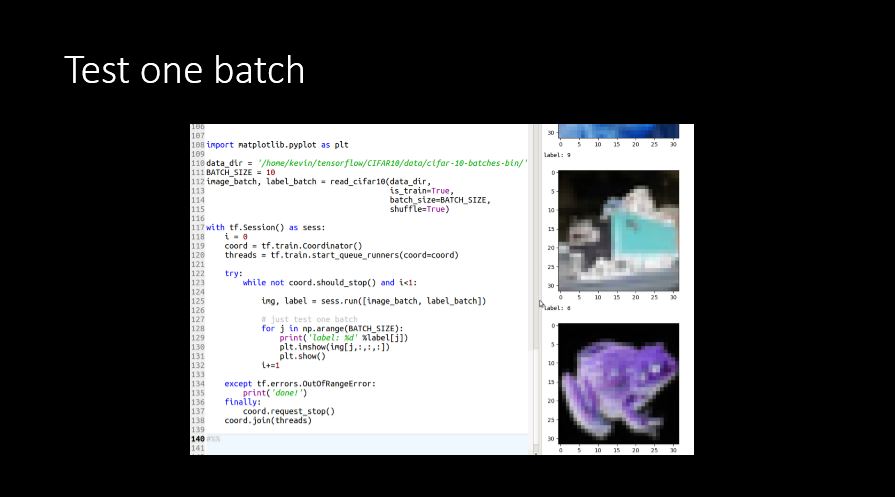 Test one batch
106
107
108 import matplotlib.pyplot as plt
109
110 data_dir = '/home/kevin/tensorflow/CIFAR10/data/cifar-10-batches-bin/'
111 BATCH_SIZE = 10
112 image_batch, label_batch = read_cifar10(data_dir,
113 is_train=True,
114 batch_size=BATCH_SIZE,
115 shuffle=True)
116
117 with tf.Session() as sess:
118 i = 0
119 coord = tf.train.Coordinator()
120 threads = tf.train.start_queue_runners(coord=coord)
121
122 try:
123 while not coord.should_stop() and i<1:
124
125 img, label = sess.run([image_batch, label_batch])
126
127 # just test one batch
128 for j in np.arange(BATCH_SIZE):
129 print('label: %d' %label[j])
130 plt.imshow(img[j,:,:,:])
131 plt.show()
132 i+=1
133
134 except tf.errors.OutOfRangeError:
135 print('done!')
136 finally:
137 coord.request_stop()
138 coord.join(threads)
139
140 #%%
141
30
0 5 10 15 20 25 30
label: 9
0
5
10
15
20
25
30
0 5 10 15 20 25 30
label: 6
0
5
10
15
20
25
30
0 5 10 15 20 25 30